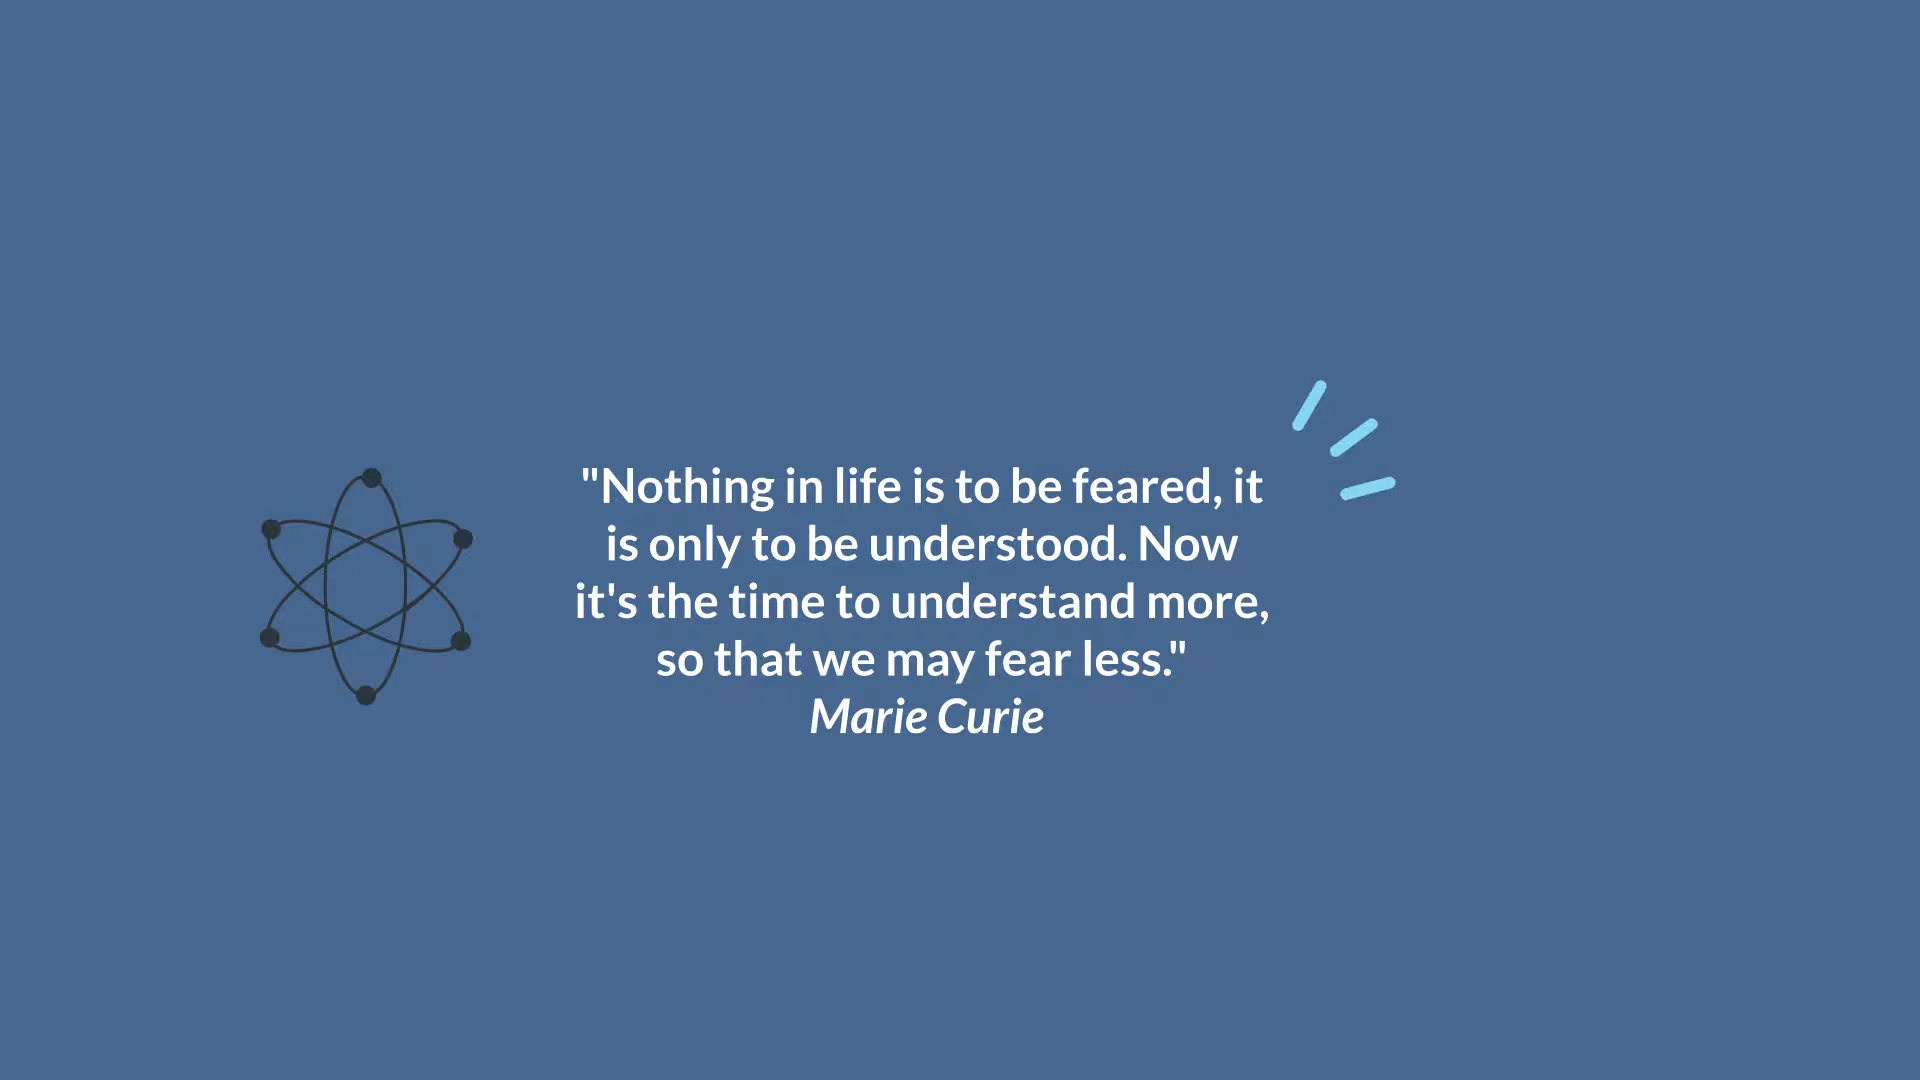 "Nothing in life is to be feared, it
is only to be understood. Now
it's the time to understand more,
so that we may fear less."
Marie Curie